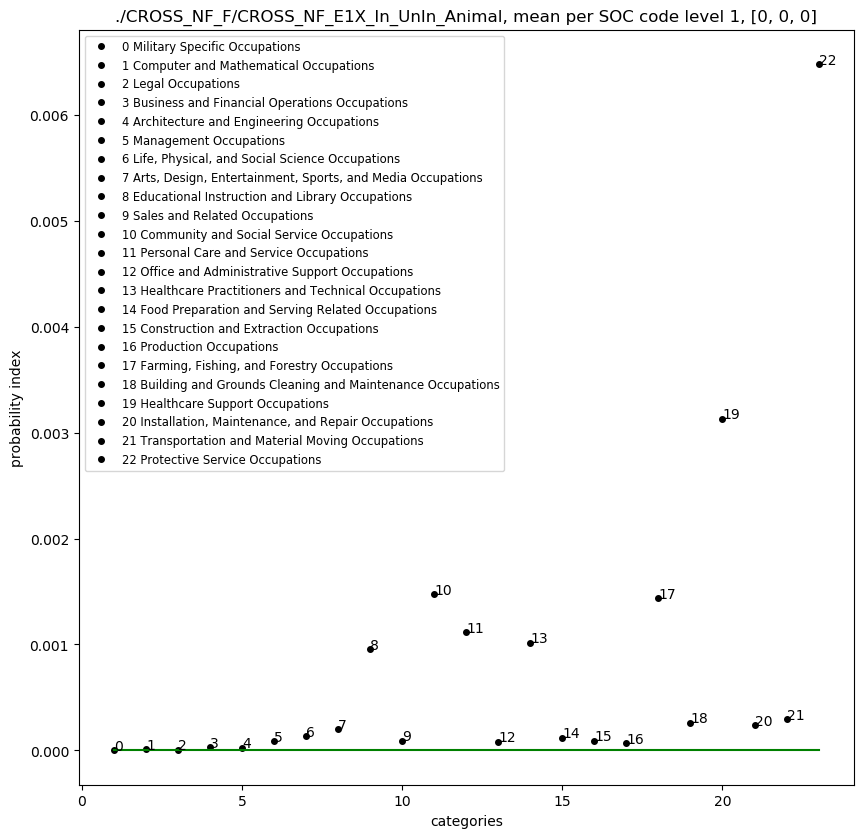 ./CROSS_NF_F/CROSS_NF_E1X_In_UnIn_Animal, mean per SOC code level 1, [0, 0, 0]
0 Military Specific Occupations
1 Computer and Mathematical Occupations
2 Legal Occupations
3 Business and Financial Operations Occupations
4 Architecture and Engineering Occupations
5 Management Occupations
6 Life, Physical, and Social Science Occupations
7 Arts, Design, Entertainment, Sports, and Media Occupations
8 Educational Instruction and Library Occupations
9 Sales and Related Occupations
10 Community and Social Service Occupations
11 Personal Care and Service Occupations
12 Office and Administrative Support Occupations
13 Healthcare Practitioners and Technical Occupations
14 Food Preparation and Serving Related Occupations
15 Construction and Extraction Occupations
16 Production Occupations
17 Farming, Fishing, and Forestry Occupations
18 Building and Grounds Cleaning and Maintenance Occupations
19 Healthcare Support Occupations
20 Installation, Maintenance, and Repair Occupations
21 Transportation and Material Moving Occupations
22 Protective Service Occupations
probability index
0.006
0.005
0.004
0.003
0.002
0.001
0.000
0
1
2
3
4
5
6
7
8
9
10
11
12
13
14
15
16
17
18
19
20
21
22
0
5
10
15
20
categories